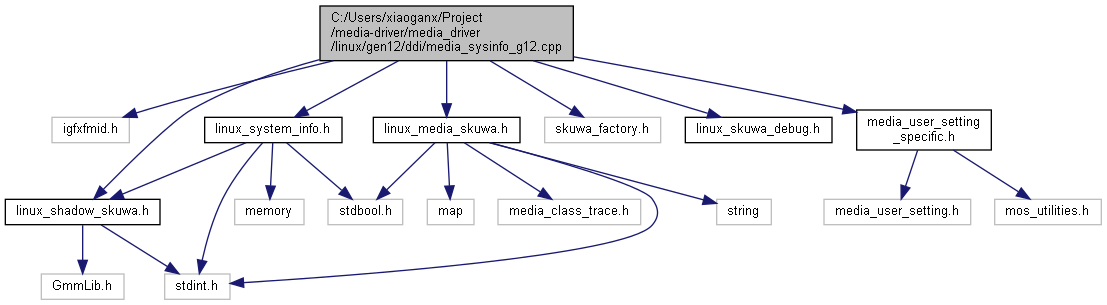 C:/Users/xiaoganx/Project
/media-driver/media_driver
/linux/gen12/ddi/media_sysinfo_g12.cpp
igfxfmid.h
linux_system_info.h
linux_media_skuwa.h
skuwa_factory.h
linux_skuwa_debug.h
media_user_setting
_specific.h
linux_shadow_skuwa.h
memory
stdbool.h
map
media_class_trace.h
string
media_user_setting.h
mos_utilities.h
GmmLib.h
stdint.h